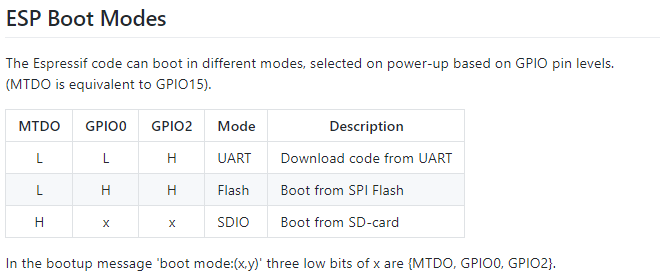 ESP Boot Modes
The Espressif code can boot in different modes, selected on power-up based on GPIO pin levels.
(MTDO is equivalent to GPIO15).
MTDO GPIO0 GPIO2 Mode Description
L L H UART Download code from UART
L H H Flash Boot from SPI Flash
H x x SDIO Boot from SD-card
In the bootup message 'boot mode:(x,y)' three low bits of x are {MTDO, GPIO0, GPIO2}.